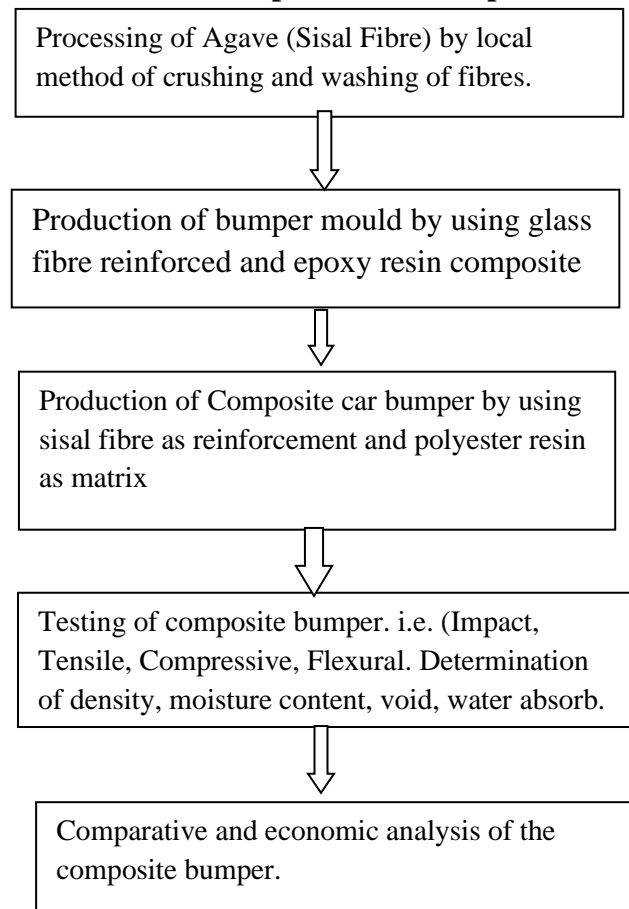 Processing of Agave (Sisal Fibre) by local
method of crushing and washing of fibres.
Production of bumper mould by using glass
fibre reinforced and epoxy resin composite
Production of Composite car bumper by using
sisal fibre as reinforcement and polyester resin
as matrix
Testing of composite bumper. i.e. (Impact,
Tensile, Compressive, Flexural. Determination
of density, moisture content, void, water absorb.
Comparative and economic analysis of the
composite bumper.